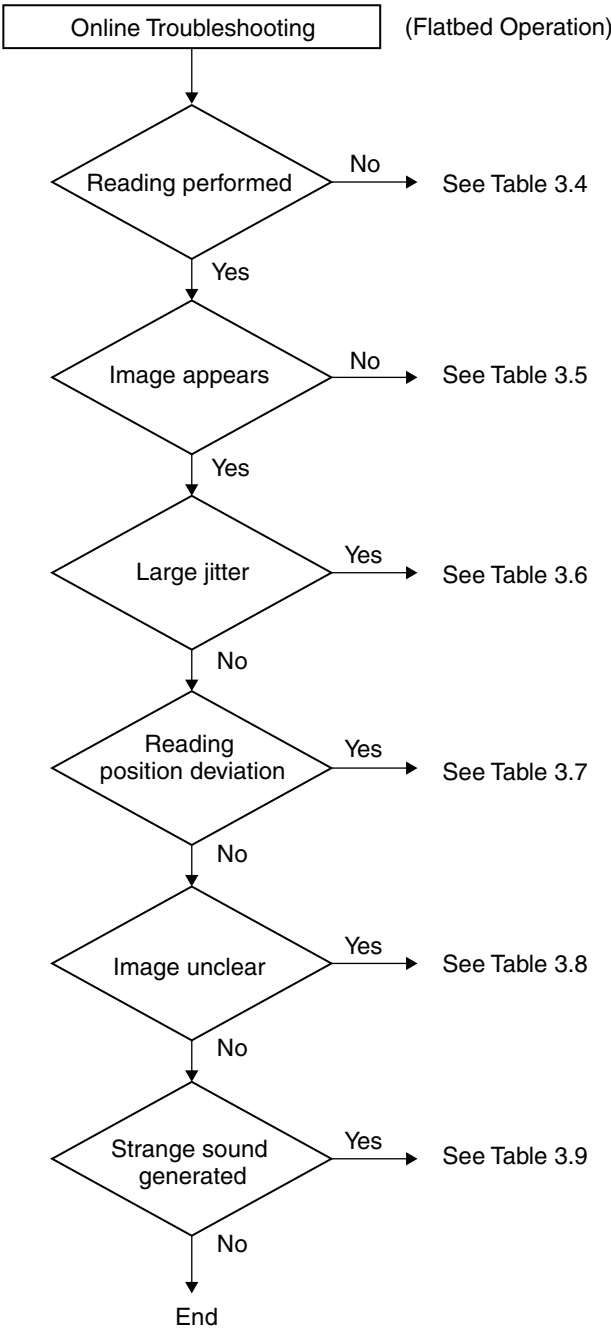 Online Troubleshooting
(Flatbed Operation)
Reading performed
No
See Table 3.4
Yes
Image appears
No
See Table 3.5
Yes
Large jitter
Yes
See Table 3.6
No
Reading
position deviation
Yes
See Table 3.7
No
Image unclear
Yes
See Table 3.8
No
Strange sound
generated
Yes
See Table 3.9
No
End